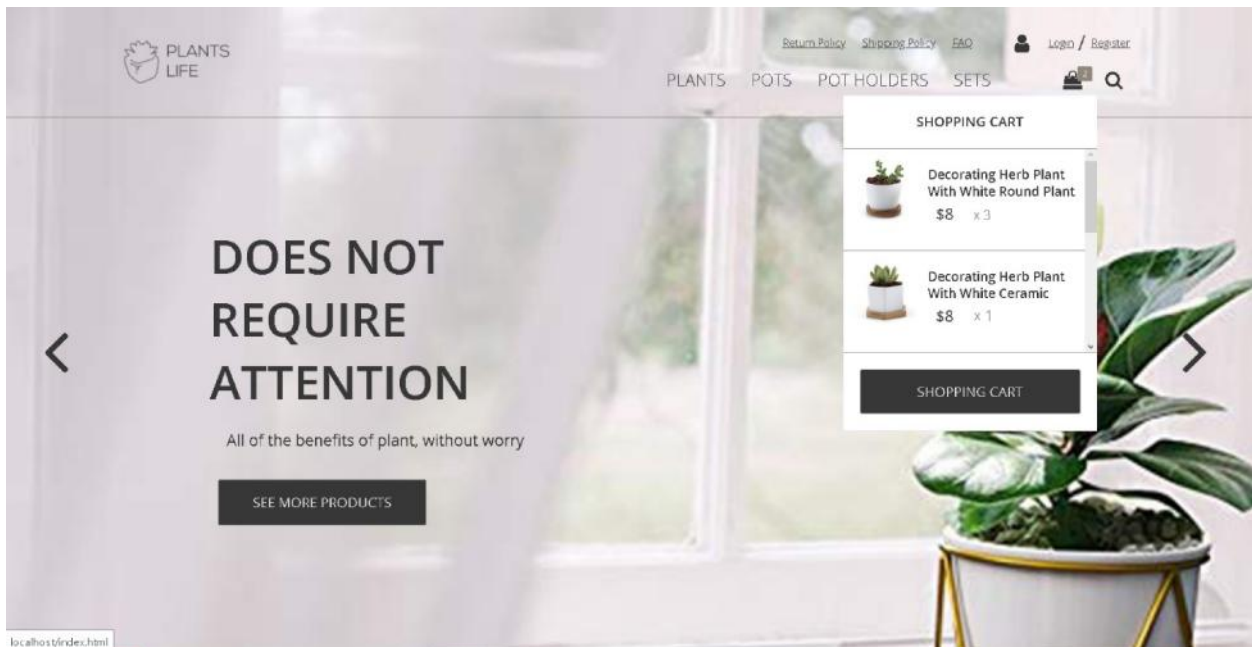 PLANTS
LIFE
Return Policy Shipping Policy FAQ Login / Register
PLANTS POTS POT HOLDERS SETS
SHOPPING CART
Decorating Herb Plant
With White Round Plant
$8 x 3
Decorating Herb Plant
With White Ceramic
$8 x 1
SHOPPING CART
DOES NOT
REQUIRE
ATTENTION
All of the benefits of plant, without worry
SEE MORE PRODUCTS
localhost/index.html